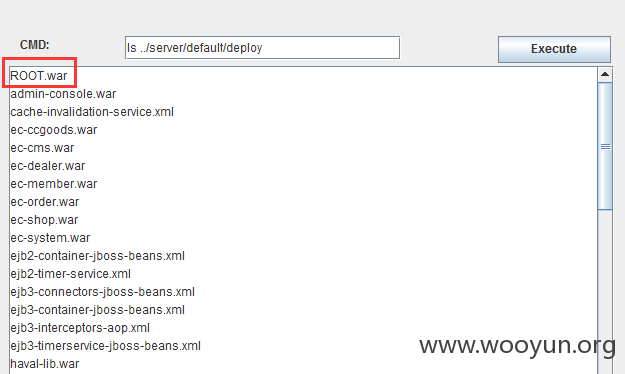 CMD:
ls ../server/default/deploy
Execute
ROOT.war
admin-console.war
cache-invalidation-service.xml
ec-ccgoods.war
ec-cms.war
ec-dealer.war
ec-member.war
ec-order.war
ec-shop.war
ec-system.war
ejb2-container-jboss-beans.xml
ejb2-timer-service.xml
ejb3-connectors-jboss-beans.xml
ejb3-container-jboss-beans.xml
ejb3-interceptors-aop.xml
ejb3-timerservice-jboss-beans.xml
haval-lib.war
www.wooyun.org